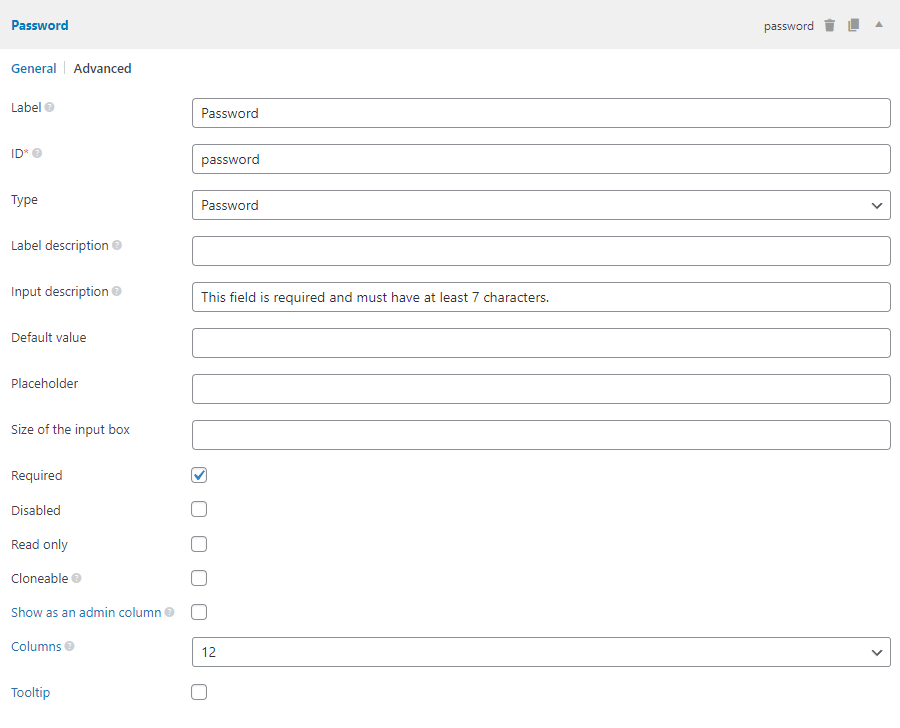 Password password
General Advanced
Label
Password
ID*
password
Type
Password
Label description
Input description
This field is required and must have at least 7 characters.
Default value
Placeholder
Size of the input box
Required
Disabled
Read only
Cloneable
Show as an admin column
Columns
12
Tooltip